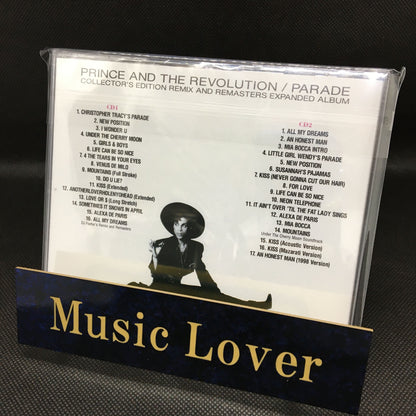 PRINCE AND THE REVOLUTION / PARADE
COLLECTOR'S EDITION REMIX AND REMASTERS EXPANDED ALBUM
CD1
1. CHRISTOPHER TRACY'S PARADE
2. NEW POSITION
3. I WONDER U
4. UNDER THE CHERRY MOON
5. GIRLS & BOYS
6. LIFE CAN BE SO NICE
7. 4 THE TEARS IN YOUR EYES
8. VENUS DE MILO
9. MOUNTAINS (Full Stroke)
10. DO U LIE?
11. KISS (Extended)
12. ANOTHERLOVERHOLENYOHEAD (Extended)
13. LOVE OR $ (Long Stretch)
14. SOMETIMES IT SNOWS IN APRIL
15. ALEXA DE PARIS
16. ALL MY DREAMS
DJ Fueler's Remix and Remasters
CD2
1. ALL MY DREAMS
2. AN HONEST MAN
3. MIA BOCCA INTRO
4. LITTLE GIRL WENDY'S PARADE
5. NEW POSITION
6. SUSANNAH'S PAJAMAS
7. KISS (NEVER GONNA CUT OUR HAIR)
8. FOR LOVE
9. LIFE CAN BE SO NICE
10. NEON TELEPHONE
11. IT AIN'T OVER 'TIL THE FAT LADY SINGS
12. ALEXA DE PARIS
13. MIA BOCCA
14. MOUNTAINS
Under The Cherry Moon Soundtrack
15. KISS (Acoustic Version)
16. KISS (Mazarati Version)
17. AN HONEST MAN (1998 Version)
Music Lover